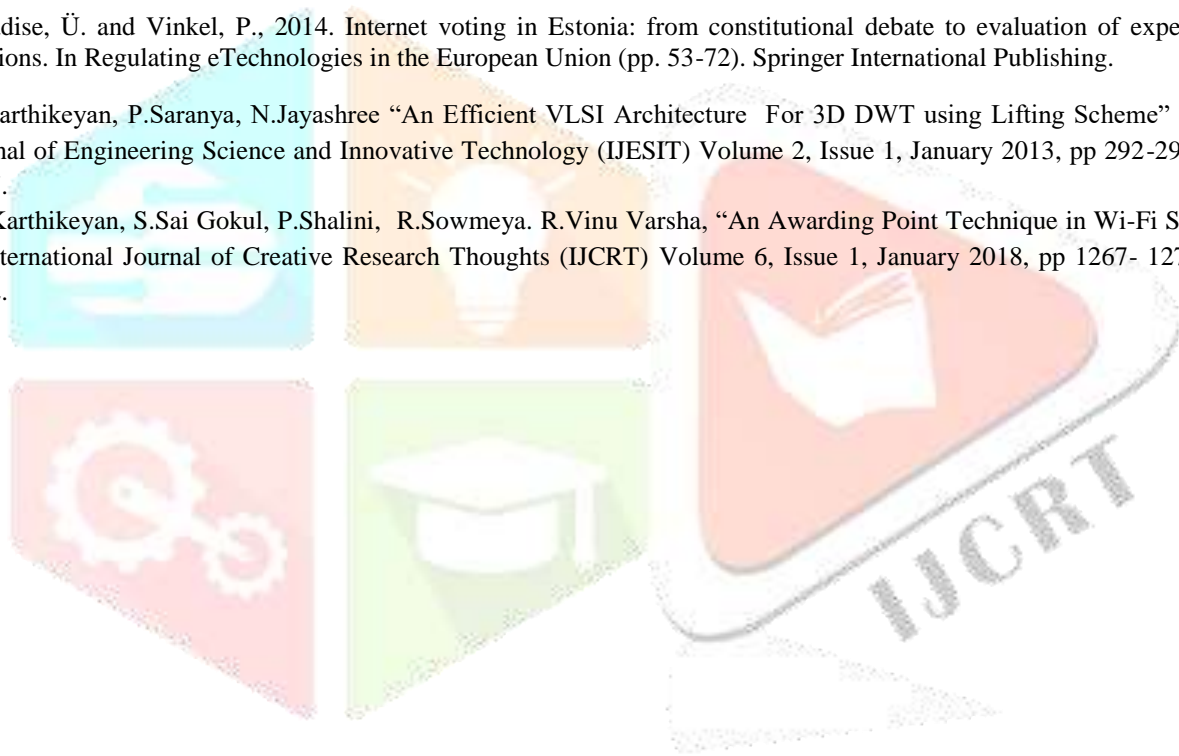 dise, Ü. and Vinkel, P., 2014. Internet voting in Estonia: from constitutional debate to evaluation of expe
ions. In Regulating eTechnologies in the European Union (pp. 53-72). Springer International Publishing.
arthikeyan, P.Saranya, N.Jayashree “An Efficient VLSI Architecture For 3D DWT using Lifting Scheme”
nal of Engineering Science and Innovative Technology (IJESIT) Volume 2, Issue 1, January 2013, pp 292-29
.
Karthikeyan, S.Sai Gokul, P.Shalini, R.Sowmeya. R.Vinu Varsha, “An Awarding Point Technique in Wi-Fi S
ternational Journal of Creative Research Thoughts (IJCRT) Volume 6, Issue 1, January 2018, pp 1267- 127
.
IJCRT